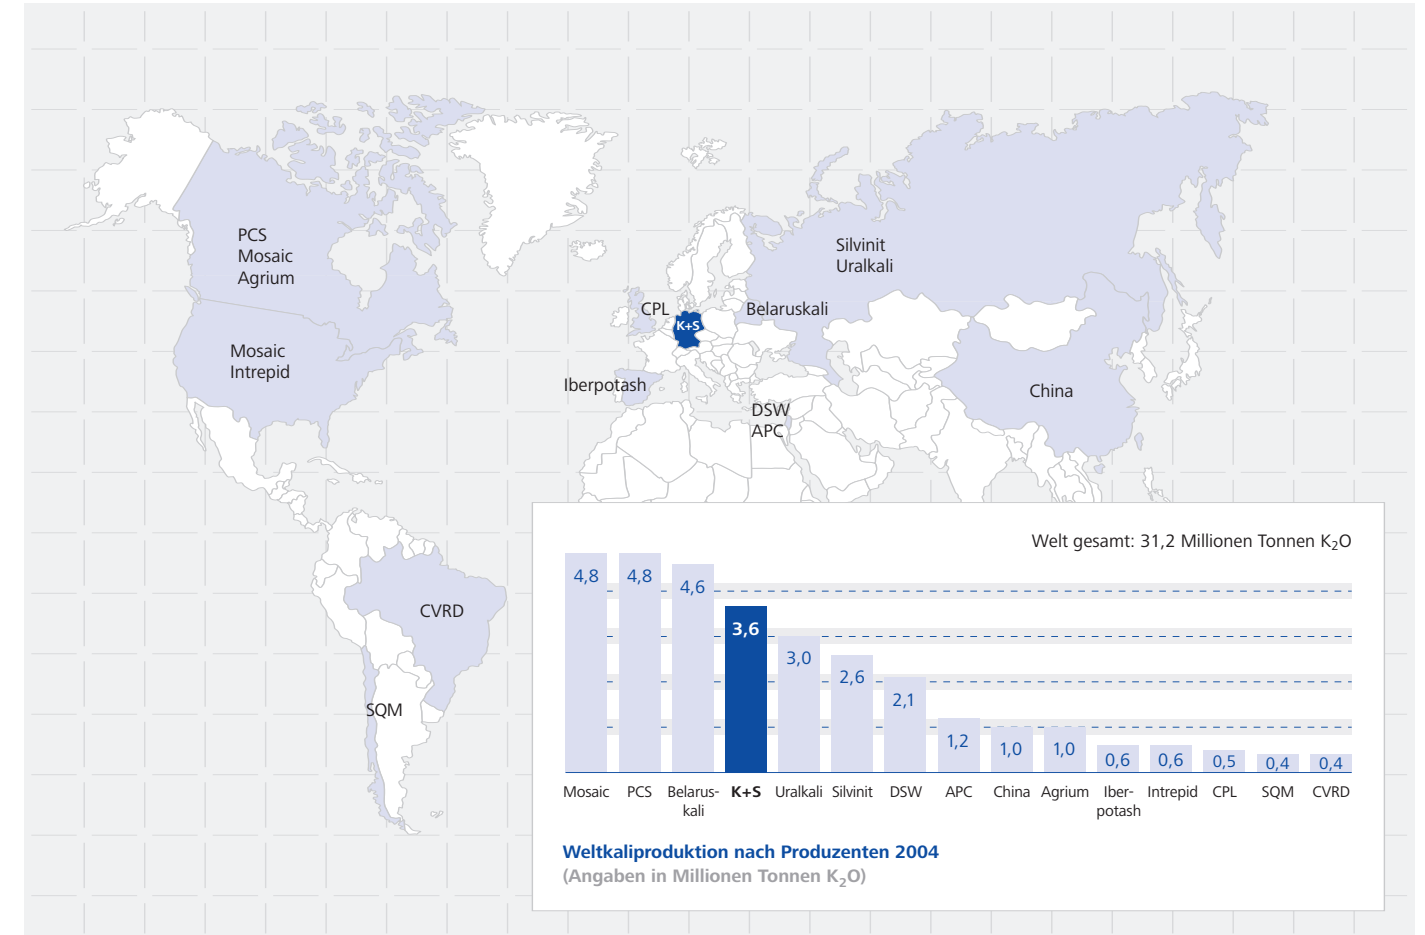 PCS
Mosaic
Agrium
Mosaic
Intrepid
Silvinit
Uralkali
CPL
K+S
Belaruskali
Iberpotash
DSW
APC
China
CVRD
SQM
Welt gesamt: 31,2 Millionen Tonnen K₂O
4,8
4,8
4,6
3,6
3,0
2,6
2,1
1,2
1,0
1,0
0,6
0,6
0,5
0,4
0,4
Mosaic
PCS
Belarus-
kali
K+S
Uralkali
Silvinit
DSW
APC
China
Agrium
Iber-
potash
Intrepid
CPL
SQM
CVRD
Weltkaliproduktion nach Produzenten 2004
(Angaben in Millionen Tonnen K₂O)